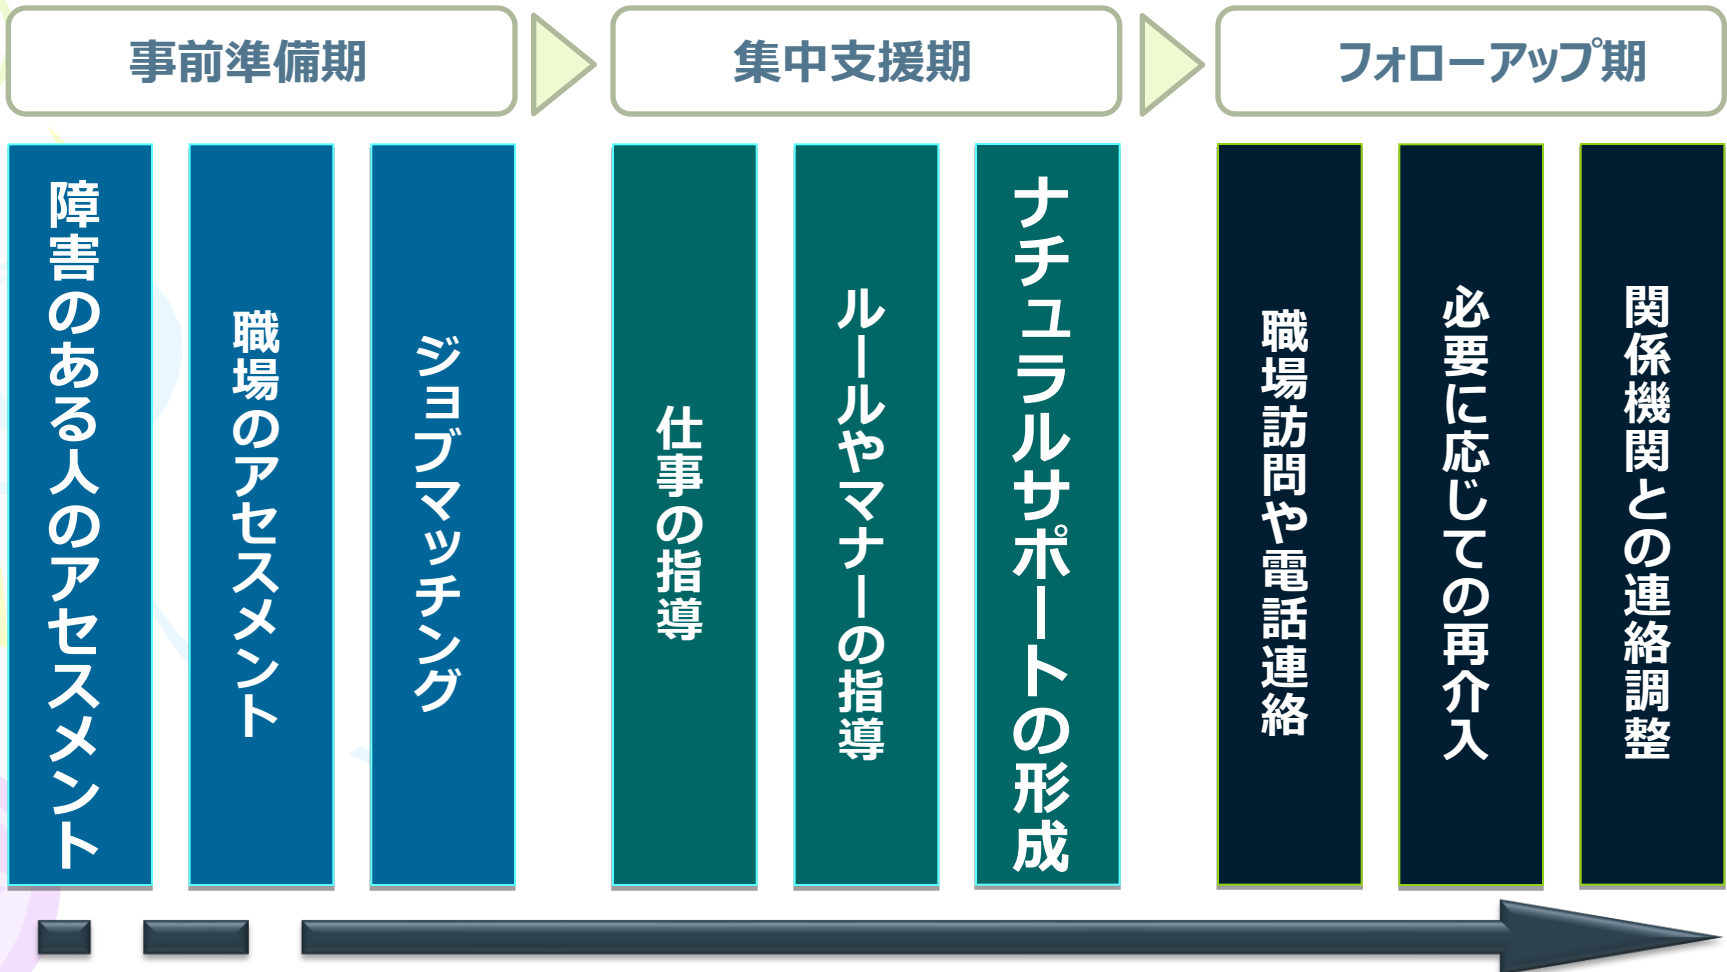 事前準備期
集中支援期
フォローアップ期
障害のある人のアセスメント
職場のアセスメント
ジョブマッチング
仕事の指導
ルールやマナーの指導
ナチュラルサポートの形成
職場訪問や電話連絡
必要に応じての再介入
関係機関との連絡調整